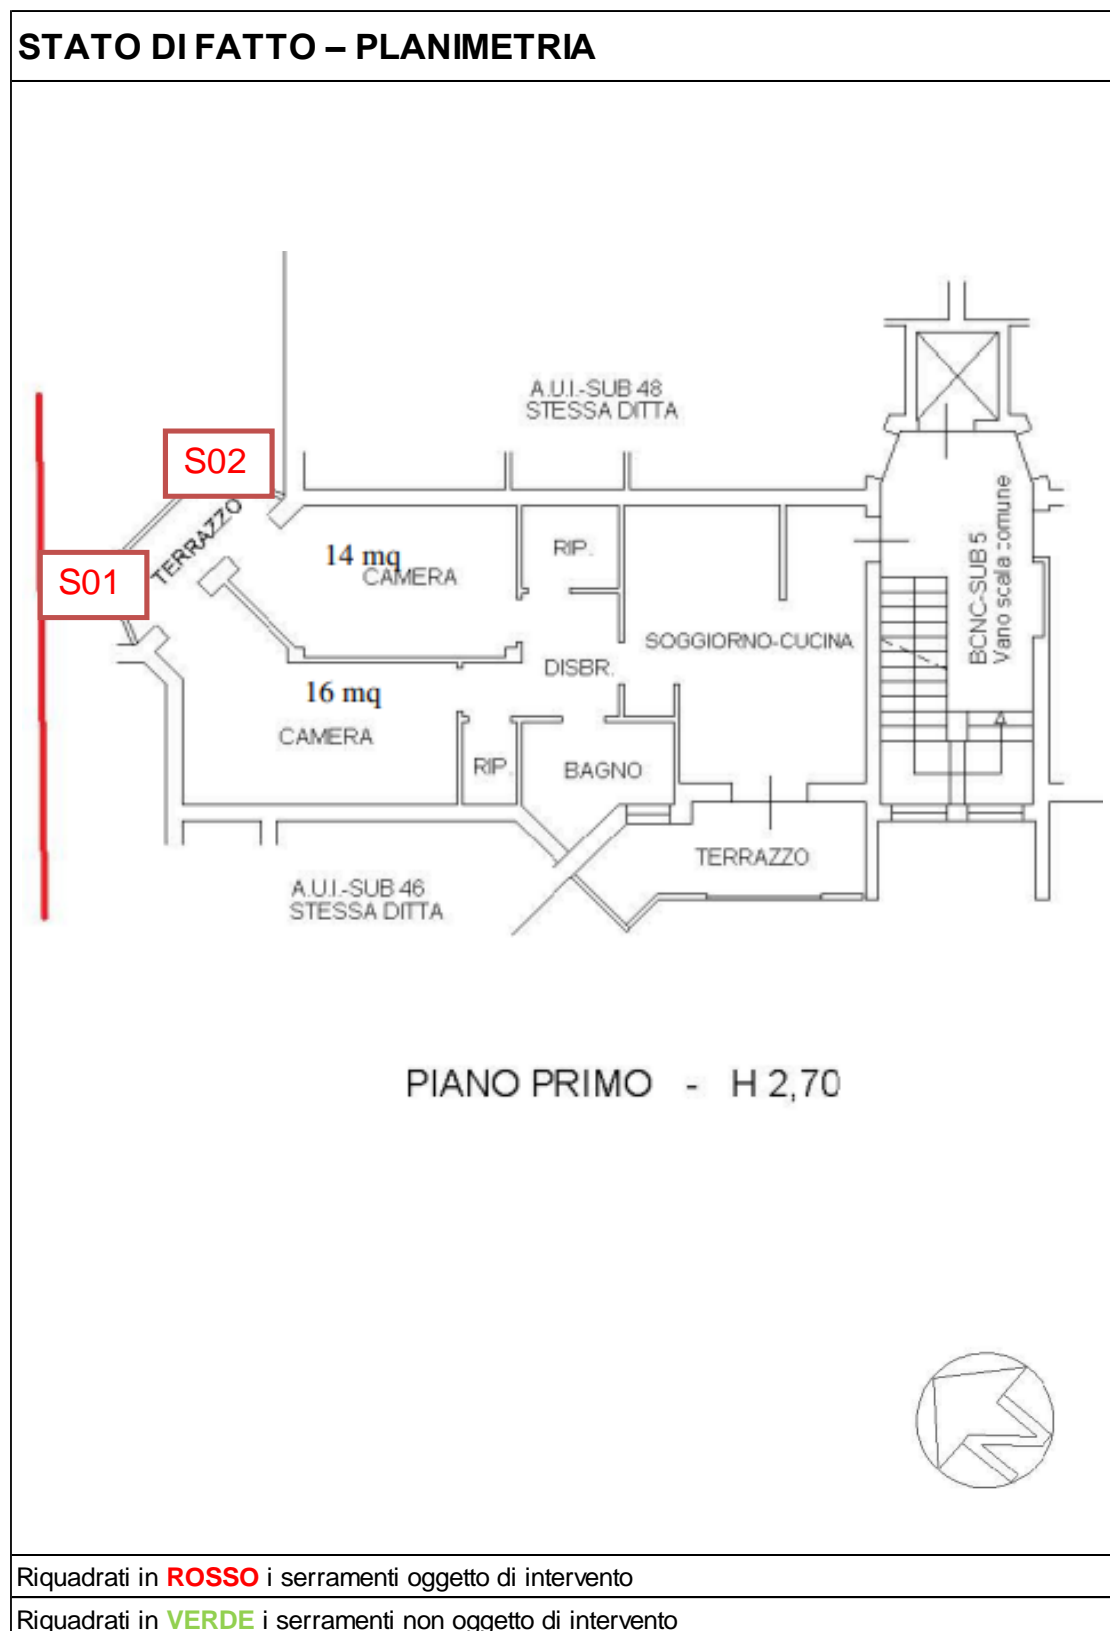 STATO DI FATTO – PLANIMETRIA
A.U.I.-SUB 48
STESSA DITTA
S02
TERRAZZO
S01
14 mq
CAMERA
RIP.
BCNC-SUB 5
Vano scala comune
SOGGIORNO-CUCINA
DISBR.
16 mq
CAMERA
RIP.
BAGNO
TERRAZZO
A.U.I.-SUB 46
STESSA DITTA
PIANO PRIMO - H 2,70
N
Riquadrati in ROSSO i serramenti oggetto di intervento
Riquadrati in VERDE i serramenti non oggetto di intervento